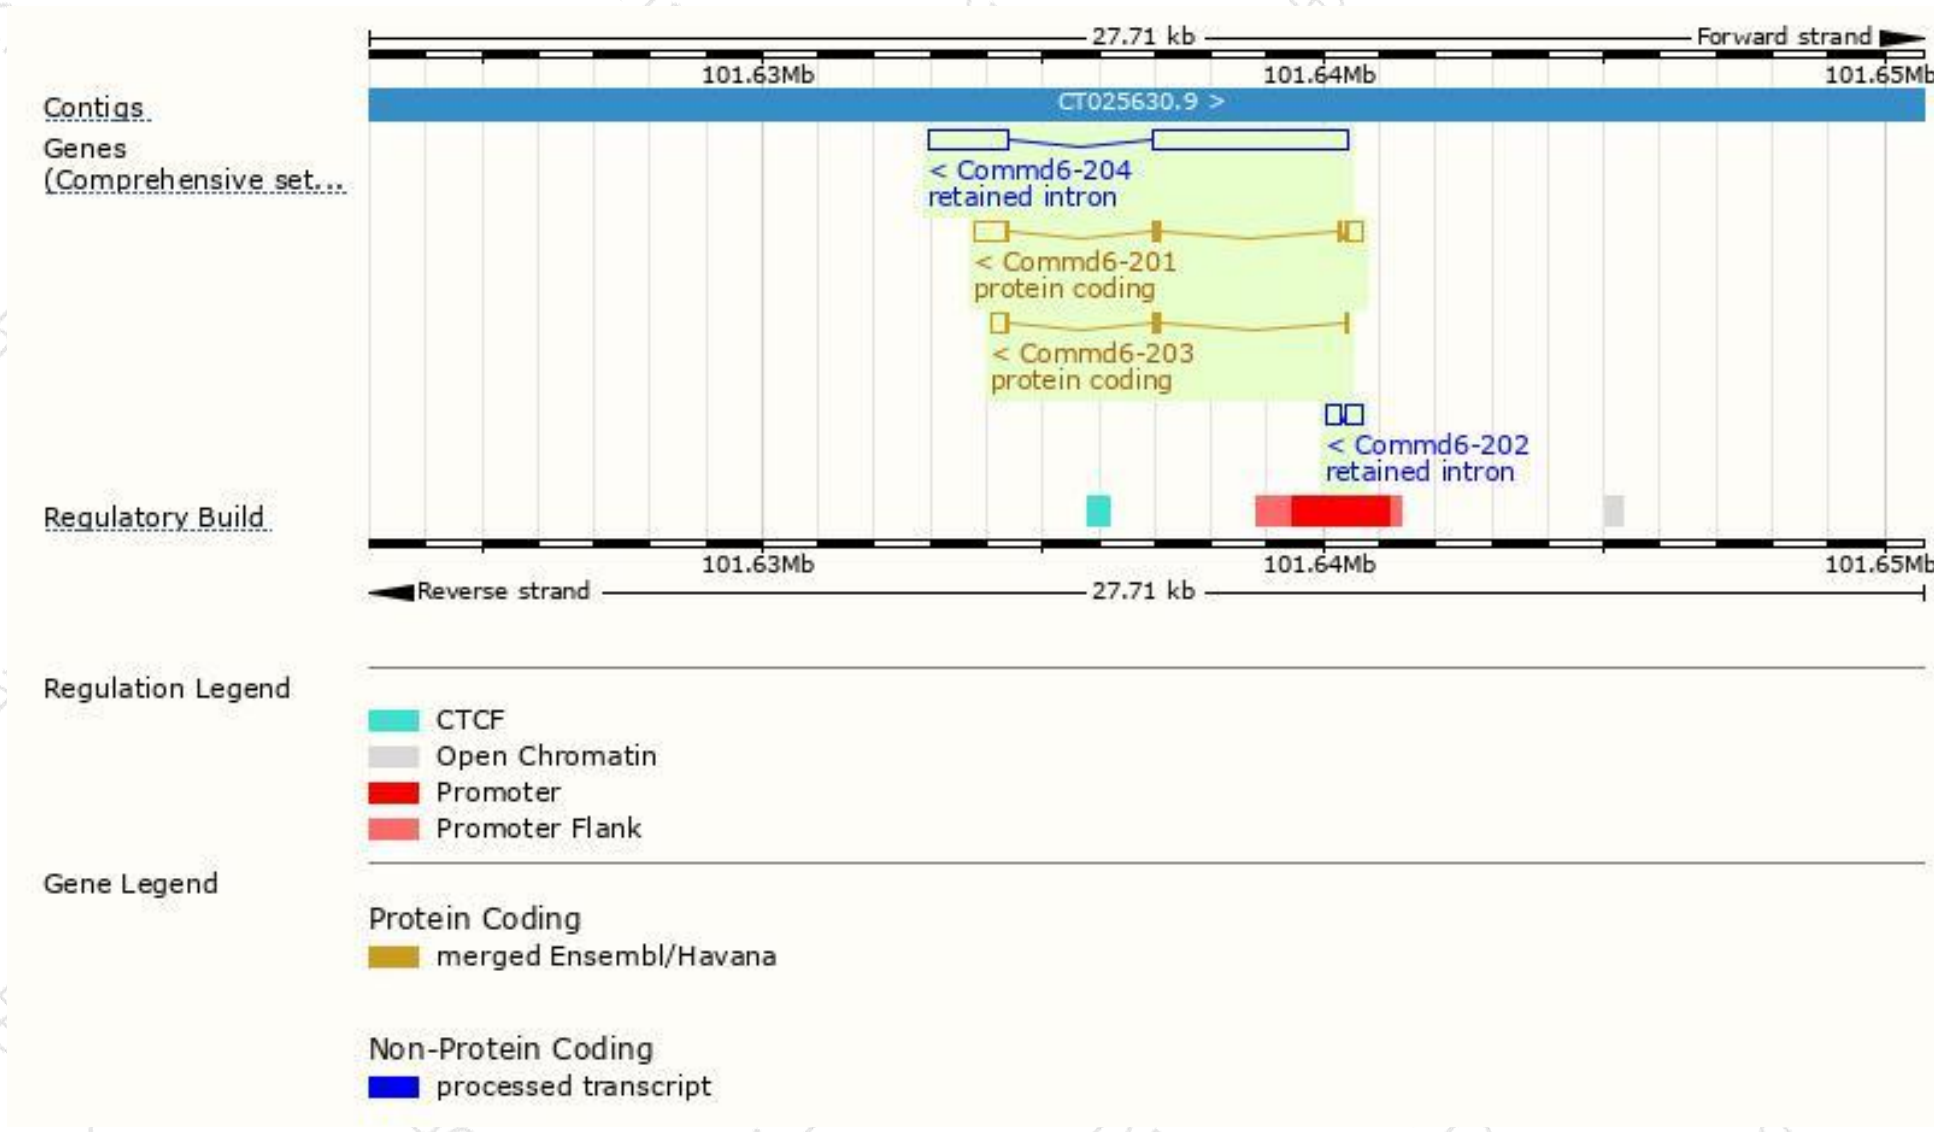 27.71 kb
Forward strand
101.63Mb 101.64Mb 101.65Mb
Contigs
CT025630.9 >
Genes
(Comprehensive set...
< Commd6-204
retained intron
< Commd6-201
protein coding
< Commd6-203
protein coding
< Commd6-202
retained intron
Regulatory Build
101.63Mb 101.64Mb 101.65Mb
Reverse strand
27.71 kb
Regulation Legend
CTCF
Open Chromatin
Promoter
Promoter Flank
Gene Legend
Protein Coding
merged Ensembl/Havana
Non-Protein Coding
processed transcript